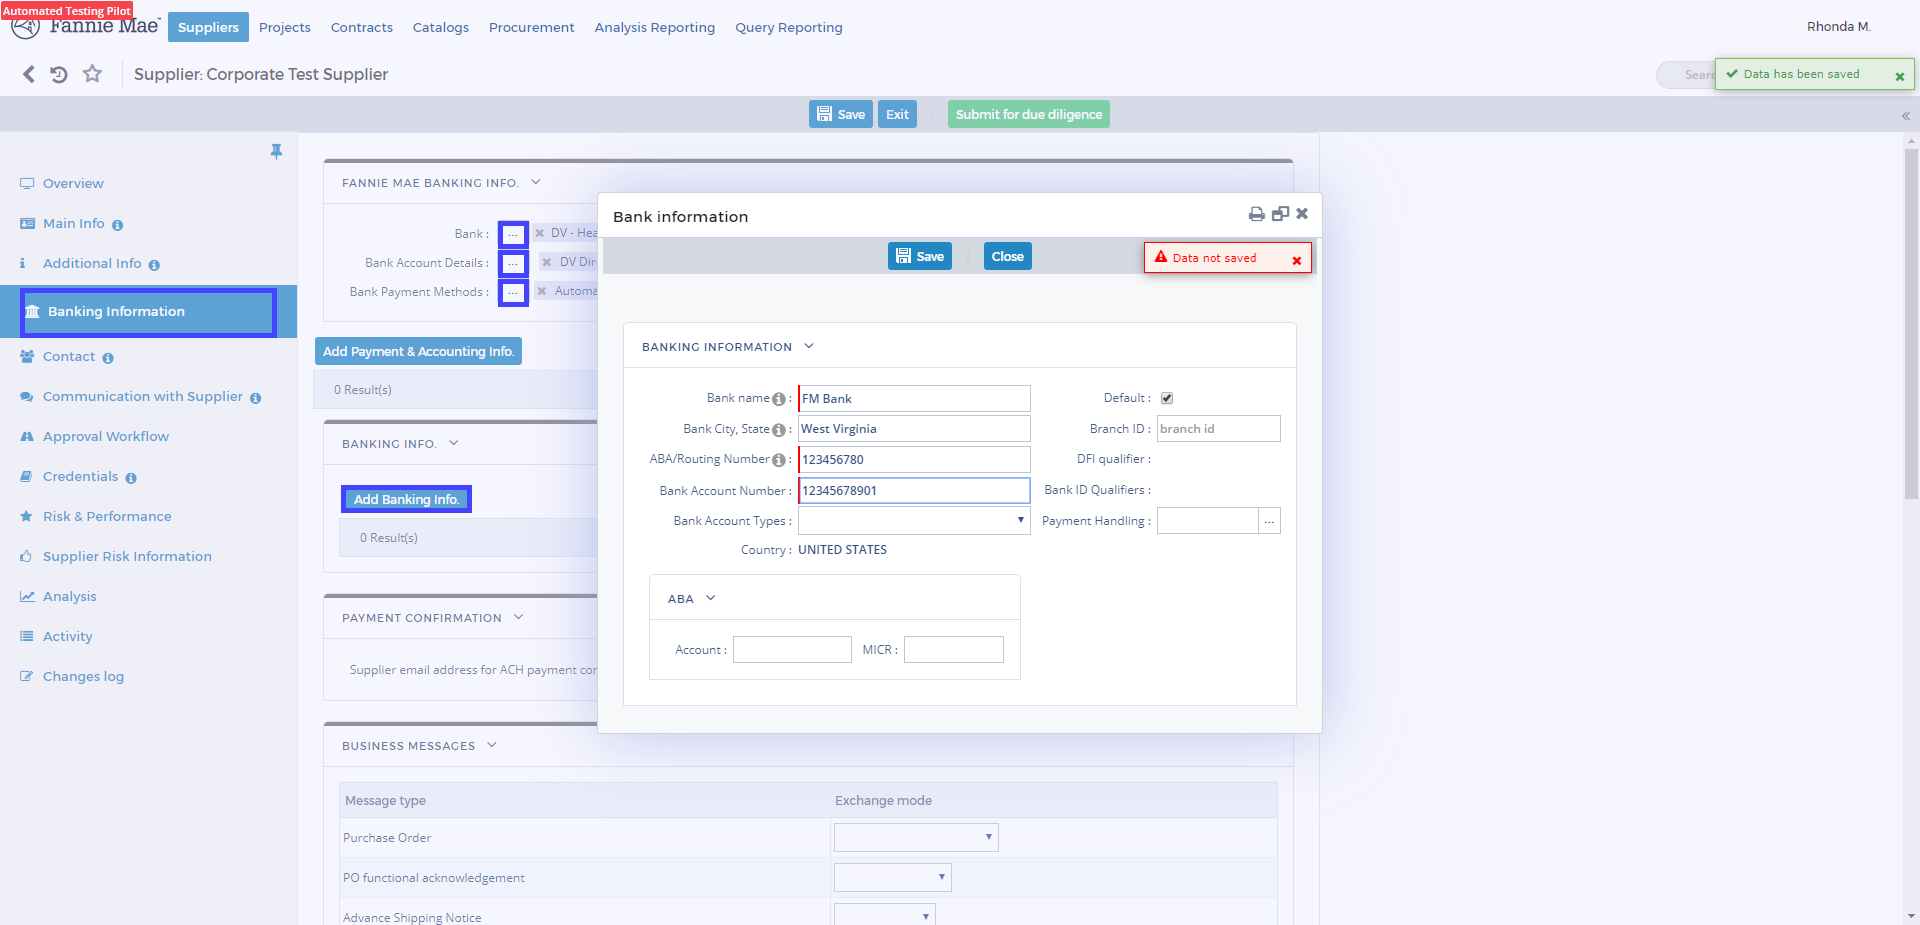 Automated Testing Pilot
Fannie Mae
Suppliers
Projects
Contracts
Catalogs
Procurement
Analysis Reporting
Query Reporting
Rhonda M.
Supplier: Corporate Test Supplier
Data has been saved
Save
Exit
Submit for due diligence
Overview
Main Info
Additional Info
Banking Information
Contact
Communication with Supplier
Approval Workflow
Credentials
Risk & Performance
Supplier Risk Information
Analysis
Activity
Changes log
FANNIE MAE BANKING INFO.
Bank :
...
DV - Hea
Bank Account Details :
...
DV Dir
Bank Payment Methods :
...
Automa
Add Payment & Accounting Info.
0 Result(s)
BANKING INFO.
Add Banking Info.
0 Result(s)
PAYMENT CONFIRMATION
Supplier email address for ACH payment con
BUSINESS MESSAGES
Message type
Exchange mode
Purchase Order
PO functional acknowledgement
Advance Shipping Notice
Bank information
Save
Close
Data not saved
BANKING INFORMATION
Bank name : FM Bank
Default :
Bank City, State : West Virginia
Branch ID : branch id
ABA/Routing Number : 123456780
DFI qualifier :
Bank Account Number : 12345678901
Bank ID Qualifiers :
Bank Account Types :
Payment Handling : ...
Country : UNITED STATES
ABA
Account :
MICR :